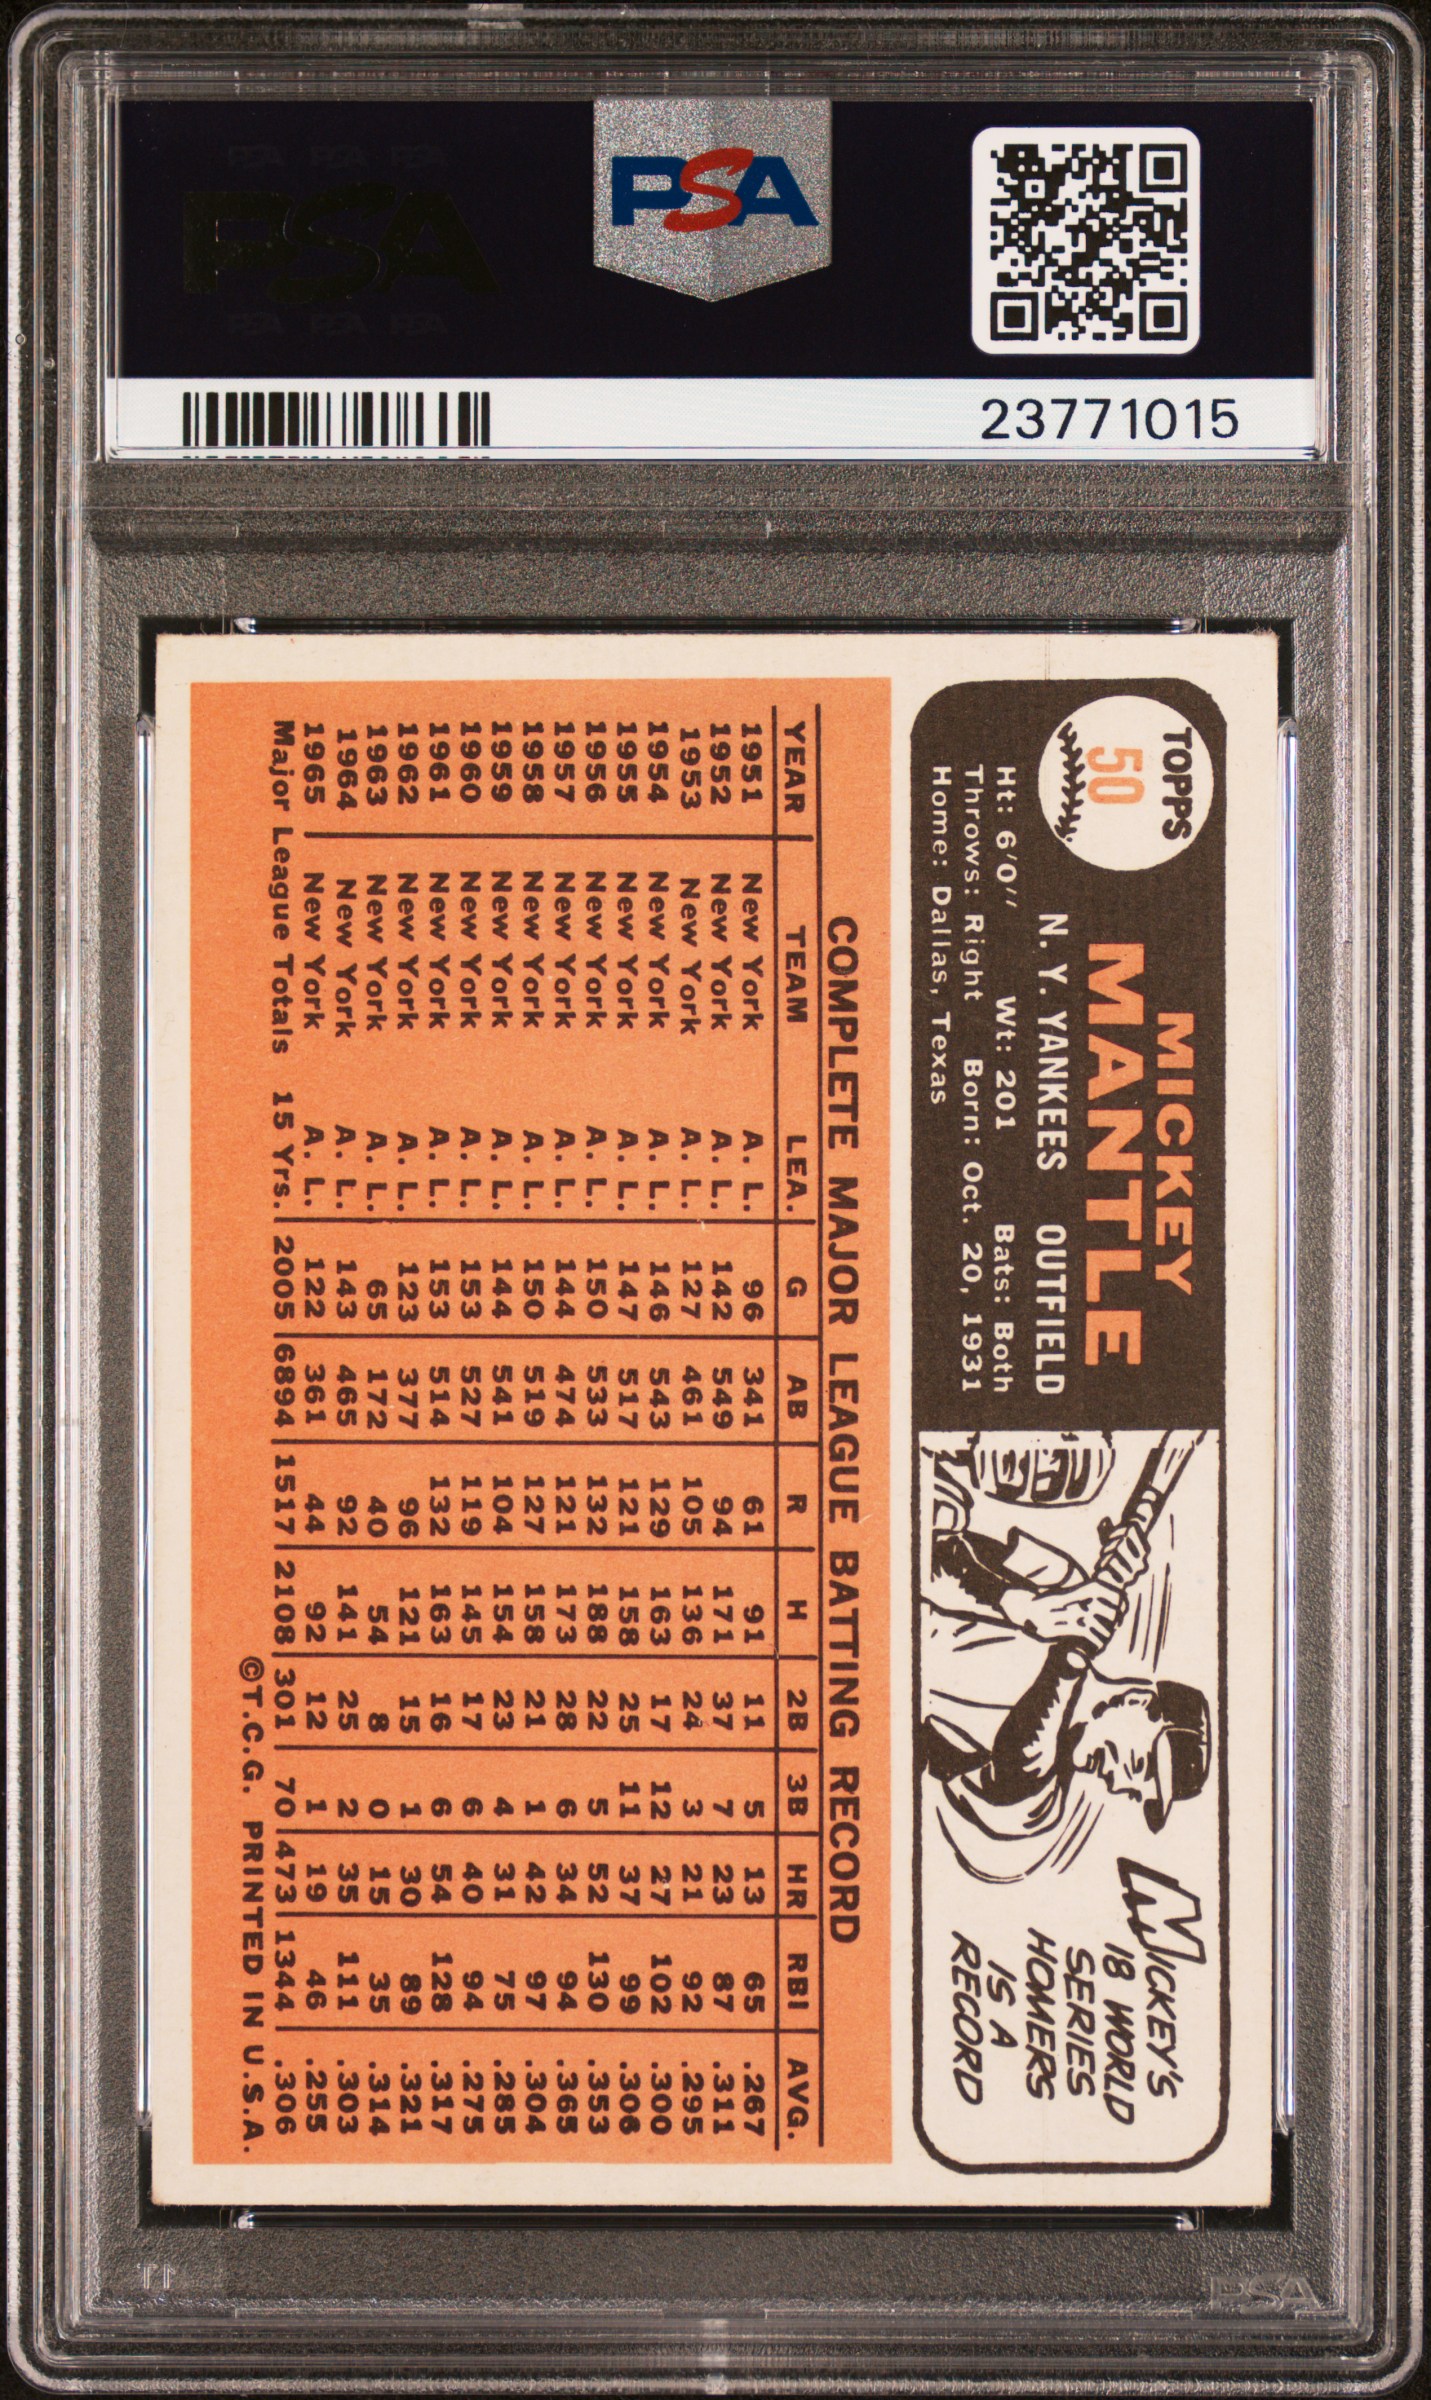 PSA PSA PSA
PSA
PSA PSA PSA
PSA
23771015
TOPPS
50
MICKEY
MANTLE
N. Y. YANKEES OUTFIELD
Ht: 6'0" Wt: 201 Bats: Both
Throws: Right Born: Oct. 20, 1931
Home: Dallas, Texas
MICKEY'S
18 WORLD
SERIES
HOMERS
IS A
RECORD
COMPLETE MAJOR LEAGUE BATTING RECORD
YEAR TEAM LEA. G AB R H 2B 3B HR RBI AVG.
1951 New York A. L. 96 341 61 91 11 5 13 65 .267
1952 New York A. L. 142 549 94 171 37 7 23 87 .311
1953 New York A. L. 127 461 105 136 24 3 21 92 .295
1954 New York A. L. 146 543 129 163 17 12 27 102 .300
1955 New York A. L. 147 517 121 158 25 11 37 99 .306
1956 New York A. L. 150 533 132 188 22 5 52 130 .353
1957 New York A. L. 144 474 121 173 28 6 34 94 .365
1958 New York A. L. 150 519 127 158 21 1 42 97 .304
1959 New York A. L. 144 541 104 154 23 4 31 75 .285
1960 New York A. L. 153 527 119 145 17 6 40 94 .275
1961 New York A. L. 153 514 132 163 16 6 54 128 .317
1962 New York A. L. 123 377 96 121 15 1 30 89 .321
1963 New York A. L. 65 172 40 54 8 0 15 35 .314
1964 New York A. L. 143 465 92 141 25 2 35 111 .303
1965 New York A. L. 122 361 44 92 12 1 19 46 .255
Major League Totals 15 Yrs. 2005 6894 1517 2108 301 70 473 1344 .306
©T.C.G. PRINTED IN U.S.A.
PSA